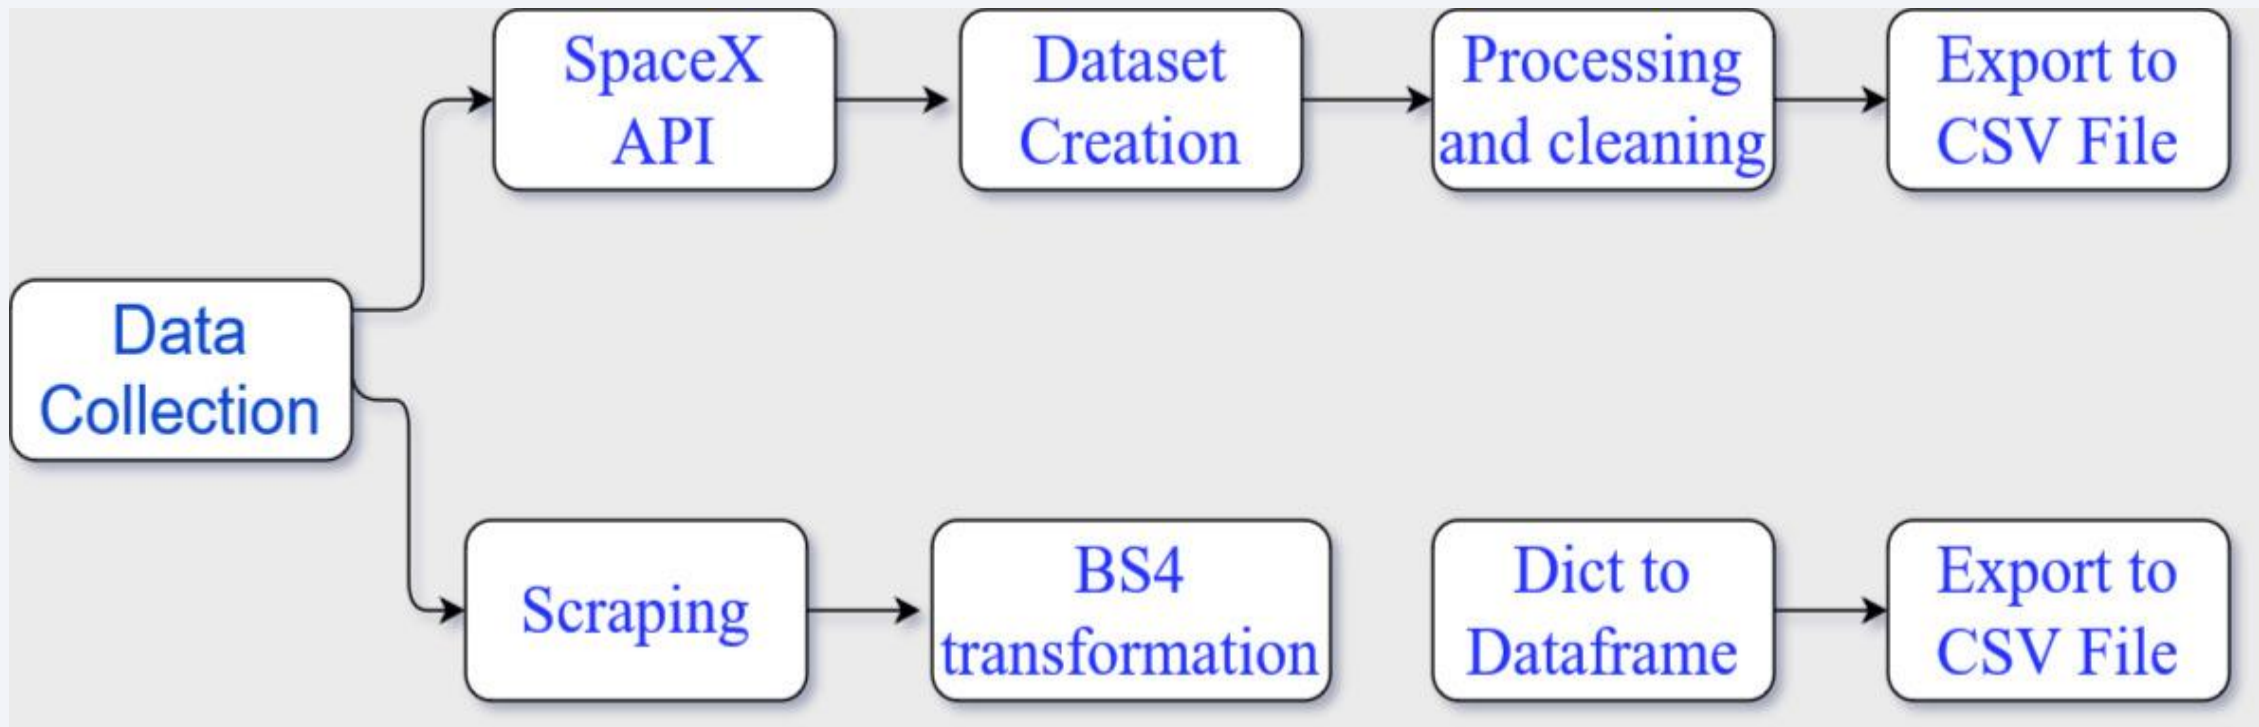 SpaceX
API
Dataset
Creation
Processing
and cleaning
Export to
CSV File
Data
Collection
Scraping
BS4
transformation
Dict to
Dataframe
Export to
CSV File